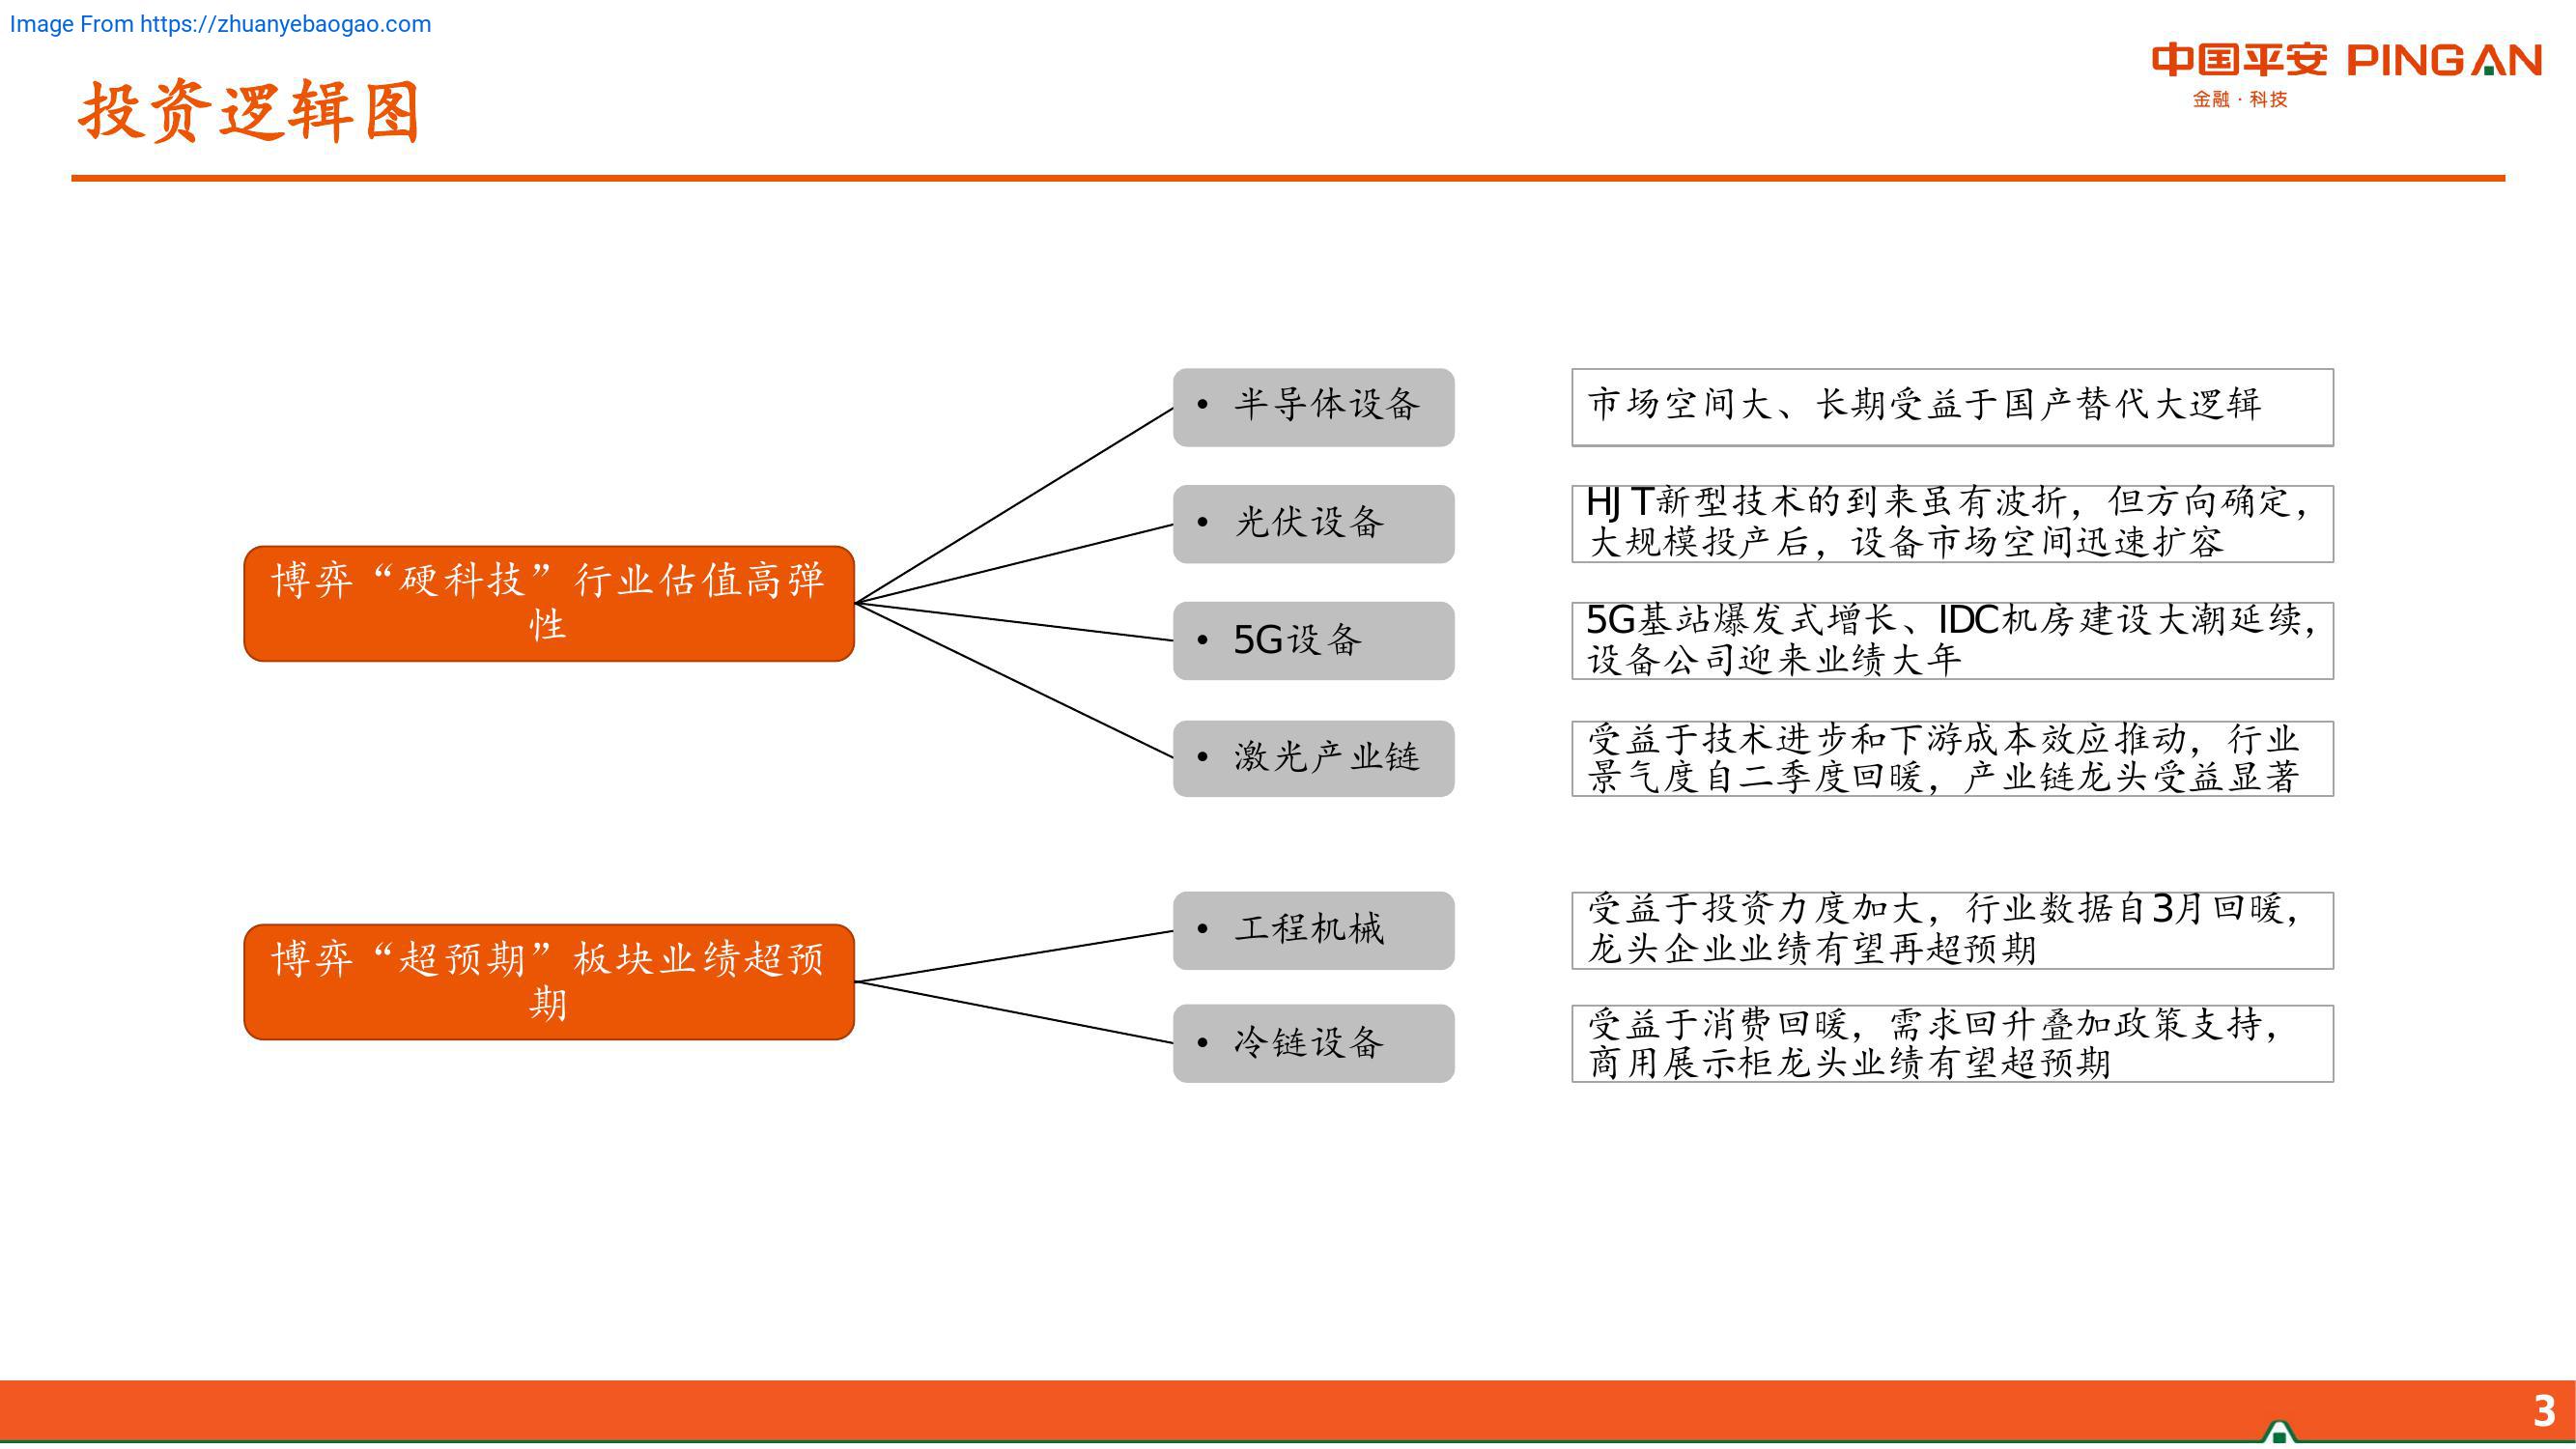 Image From https://zhuanyebaogao.com
中国平安 PINGAN
金融·科技
投资逻辑图
博弈“硬科技”行业估值高弹
性
• 半导体设备
市场空间大、长期受益于国产替代大逻辑
• 光伏设备
HJT新型技术的到来虽有波折，但方向确定，
大规模投产后，设备市场空间迅速扩容
• 5G设备
5G基站爆发式增长、IDC机房建设大潮延续，
设备公司迎来业绩大年
• 激光产业链
受益于技术进步和下游成本效应推动，行业
景气度自二季度回暖，产业链龙头受益显著
博弈“超预期”板块业绩超预
期
• 工程机械
受益于投资力度加大，行业数据自3月回暖，
龙头企业业绩有望再超预期
• 冷链设备
受益于消费回暖，需求回升叠加政策支持，
商用展示柜龙头业绩有望超预期
3